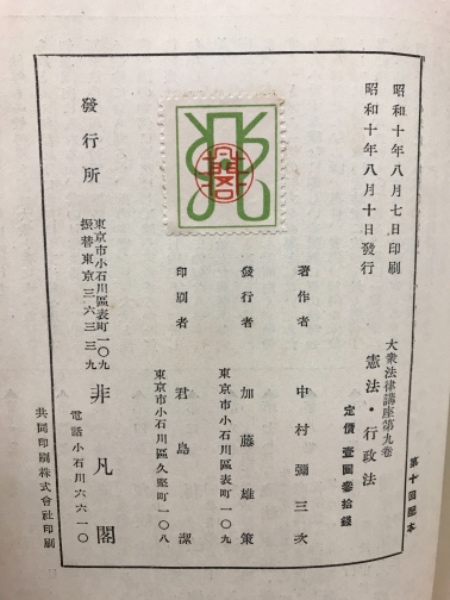 第十回配本
昭和十年八月七日印刷
昭和十年八月十日發行
大衆法律講座第九卷
憲法・行政法
定價壹圓參拾錢
著作者 中村彌三次
發行者 加藤雄策
東京市小石川區表町一〇九
印刷者 君島潔
東京市小石川區久堅町一〇八
發行所
東京市小石川區表町一〇九
振替東京三六三三九
非凡閣
電話小石川六六一〇
共同印刷株式會社印刷